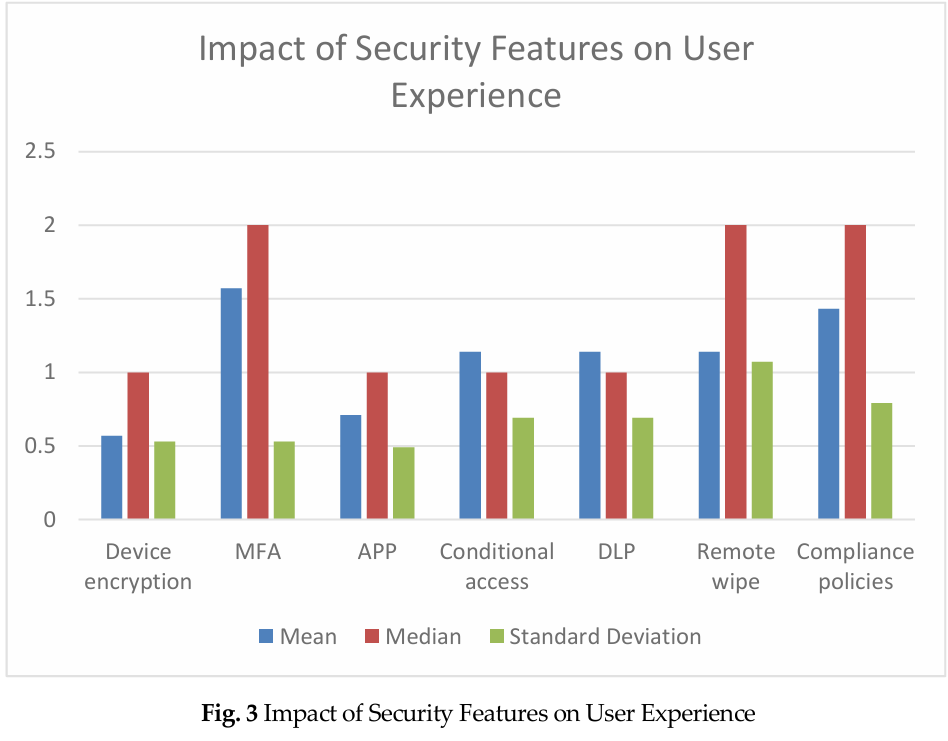 Impact of Security Features on User
Experience
2.5
2
1.5
1
0.5
0
Device
encryption
MFA
APP
Conditional
access
DLP
Remote
wipe
Compliance
policies
Mean
Median
Standard Deviation
Fig. 3 Impact of Security Features on User Experience